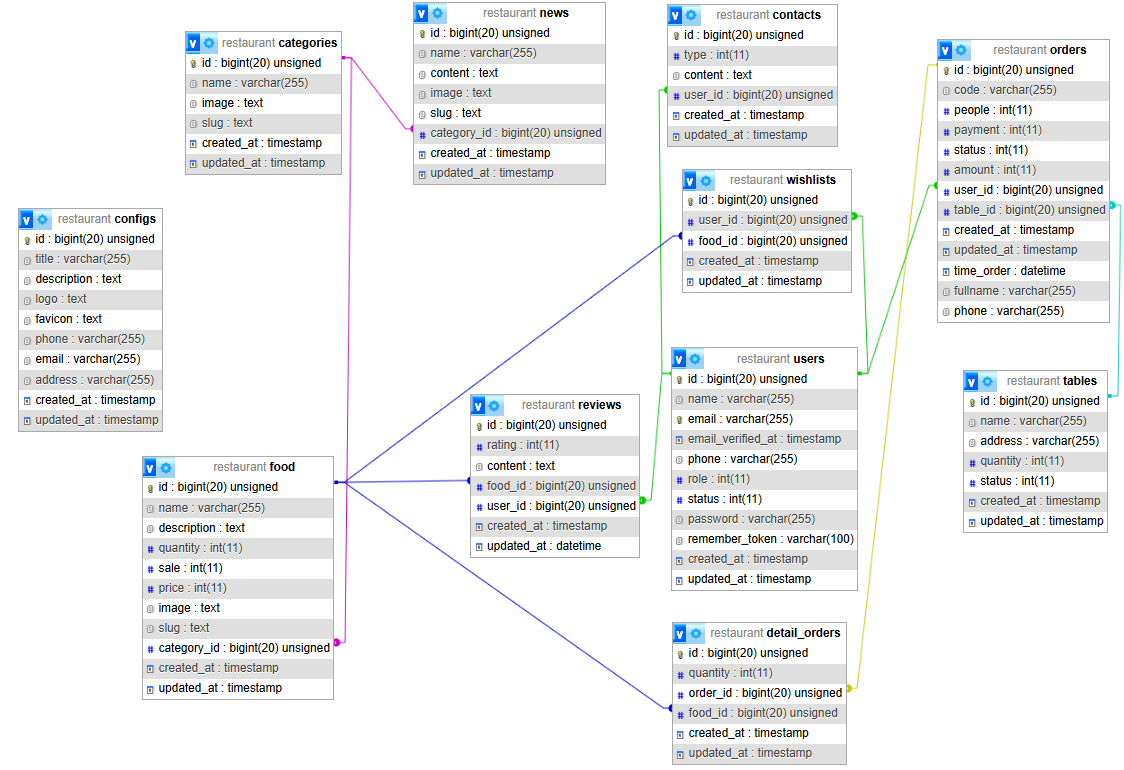 restaurant categories
id : bigint(20) unsigned
name : varchar(255)
image : text
slug : text
created_at : timestamp
updated_at : timestamp
restaurant news
id : bigint(20) unsigned
name : varchar(255)
content : text
image : text
slug : text
category_id : bigint(20) unsigned
created_at : timestamp
updated_at : timestamp
restaurant contacts
id : bigint(20) unsigned
type : int(11)
content : text
user_id : bigint(20) unsigned
created_at : timestamp
updated_at : timestamp
restaurant orders
id : bigint(20) unsigned
code : varchar(255)
people : int(11)
payment : int(11)
status : int(11)
amount : int(11)
user_id : bigint(20) unsigned
table_id : bigint(20) unsigned
created_at : timestamp
updated_at : timestamp
time_order : datetime
fullname : varchar(255)
phone : varchar(255)
restaurant wishlists
id : bigint(20) unsigned
user_id : bigint(20) unsigned
food_id : bigint(20) unsigned
created_at : timestamp
updated_at : timestamp
restaurant configs
id : bigint(20) unsigned
title : varchar(255)
description : text
logo : text
favicon : text
phone : varchar(255)
email : varchar(255)
address : varchar(255)
created_at : timestamp
updated_at : timestamp
restaurant users
id : bigint(20) unsigned
name : varchar(255)
email : varchar(255)
email_verified_at : timestamp
phone : varchar(255)
role : int(11)
status : int(11)
password : varchar(255)
remember_token : varchar(100)
created_at : timestamp
updated_at : timestamp
restaurant tables
id : bigint(20) unsigned
name : varchar(255)
address : varchar(255)
quantity : int(11)
status : int(11)
created_at : timestamp
updated_at : timestamp
restaurant reviews
id : bigint(20) unsigned
rating : int(11)
content : text
food_id : bigint(20) unsigned
user_id : bigint(20) unsigned
created_at : timestamp
updated_at : datetime
restaurant food
id : bigint(20) unsigned
name : varchar(255)
description : text
quantity : int(11)
sale : int(11)
price : int(11)
image : text
slug : text
category_id : bigint(20) unsigned
created_at : timestamp
updated_at : timestamp
restaurant detail_orders
id : bigint(20) unsigned
quantity : int(11)
order_id : bigint(20) unsigned
food_id : bigint(20) unsigned
created_at : timestamp
updated_at : timestamp